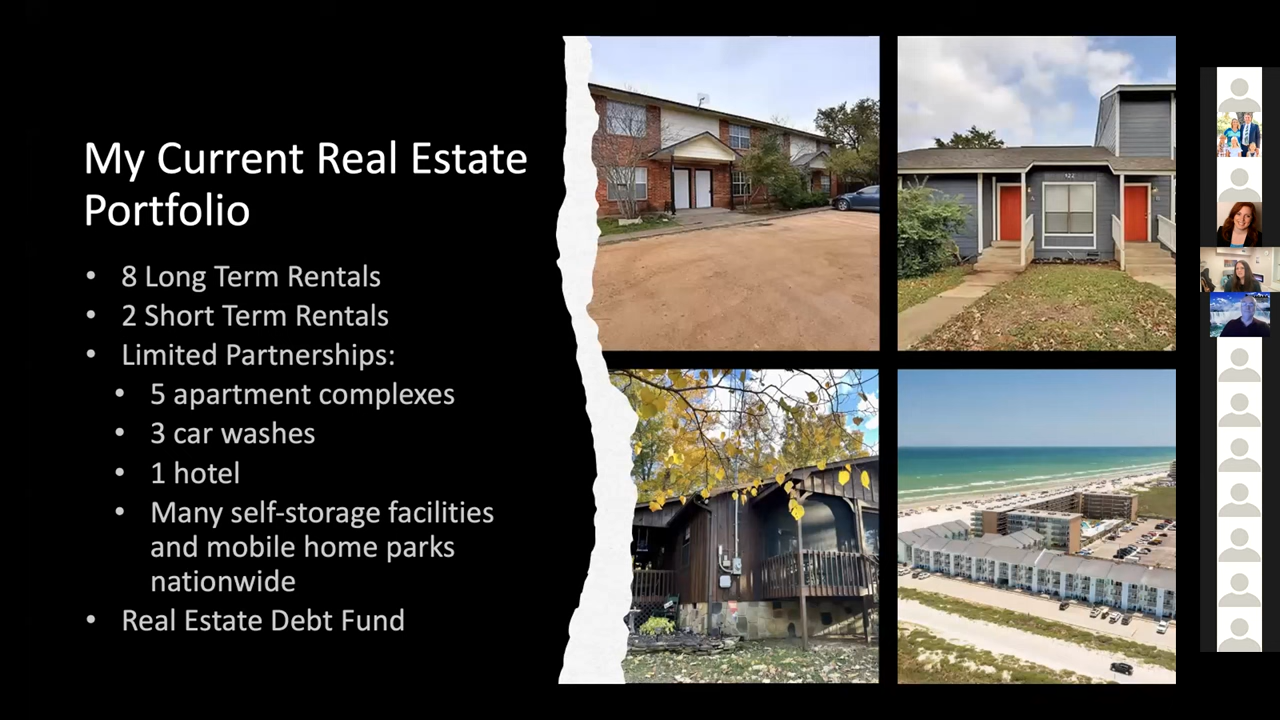 My Current Real Estate
Portfolio
• 8 Long Term Rentals
• 2 Short Term Rentals
• Limited Partnerships:
• 5 apartment complexes
• 3 car washes
• 1 hotel
• Many self-storage facilities
and mobile home parks
nationwide
• Real Estate Debt Fund
922